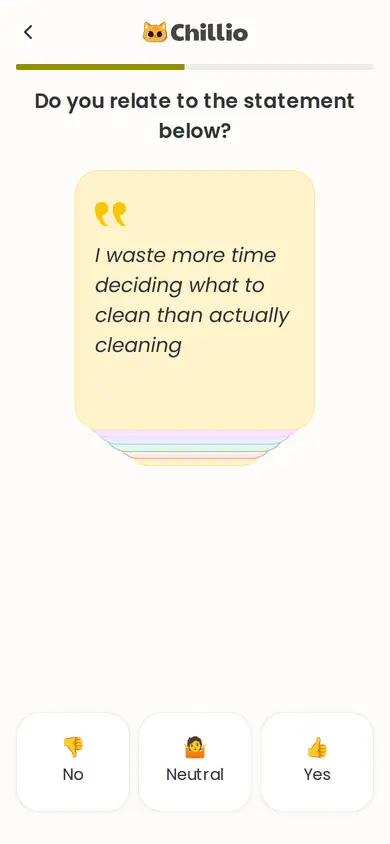 Chillio
Do you relate to the statement
below?
I waste more time
deciding what to
clean than actually
cleaning
No
Neutral
Yes